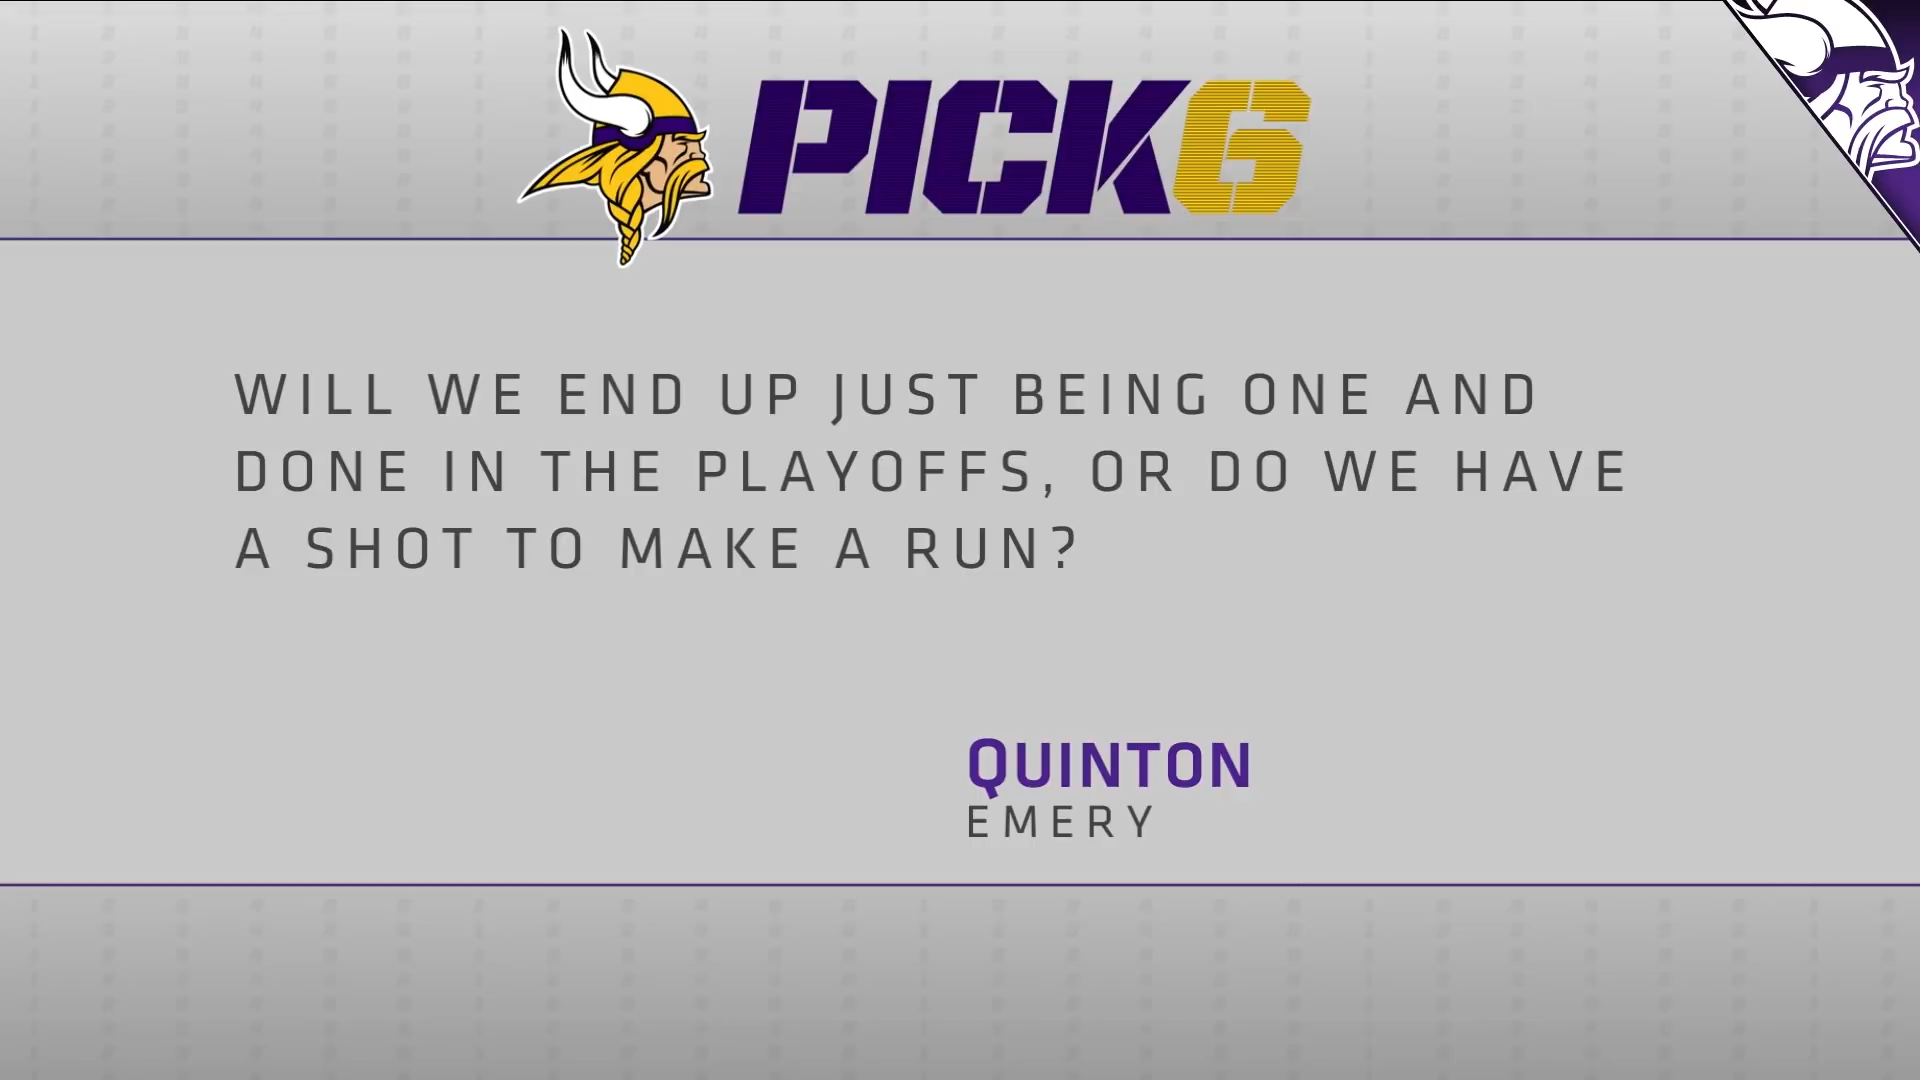 PICK6
WILL WE END UP JUST BEING ONE AND
DONE IN THE PLAYOFFS, OR DO WE HAVE
A SHOT TO MAKE A RUN?
QUINTON
EMERY